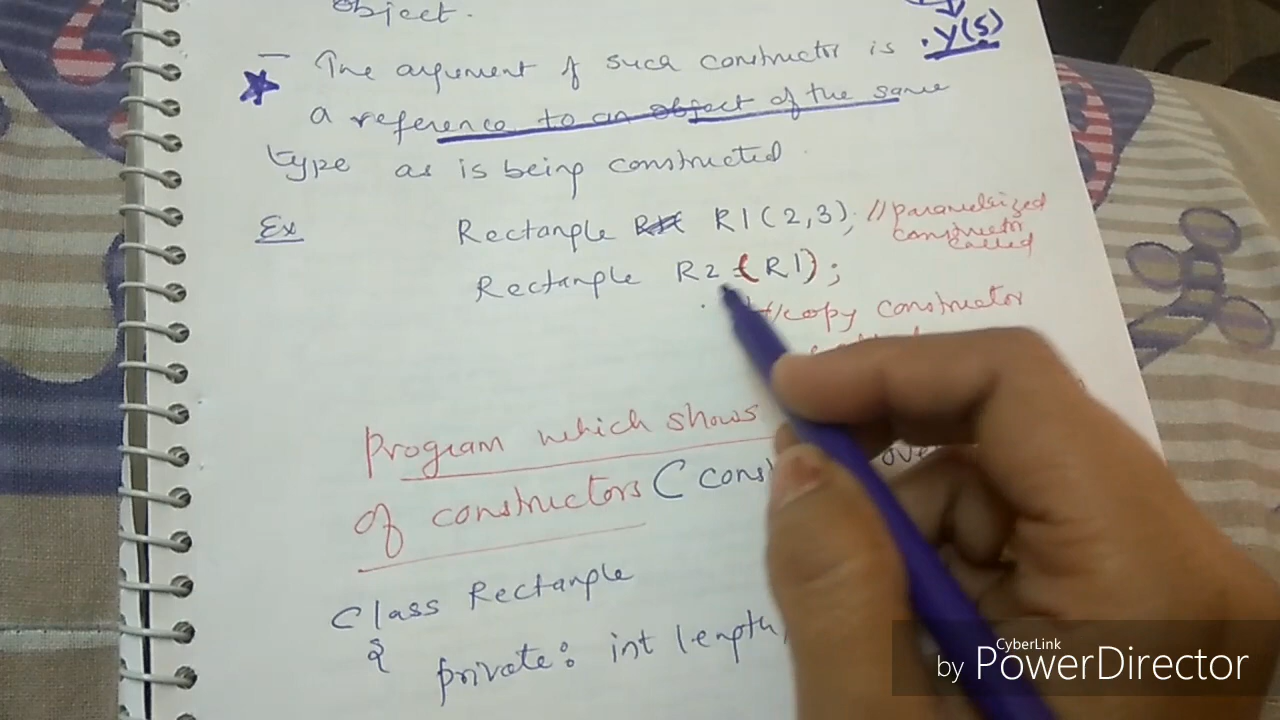 object.
.y(s)
- The argument of such constructor is
a reference to an object of the same
type as is being constructed.
Ex
Rectangle R1(2,3); //parameterized
constructor
called
Rectangle R2(R1);
//copy constructor
Program which shows
of constructors (cons
Class Rectangle
{
private: int length,
CyberLink
by PowerDirector